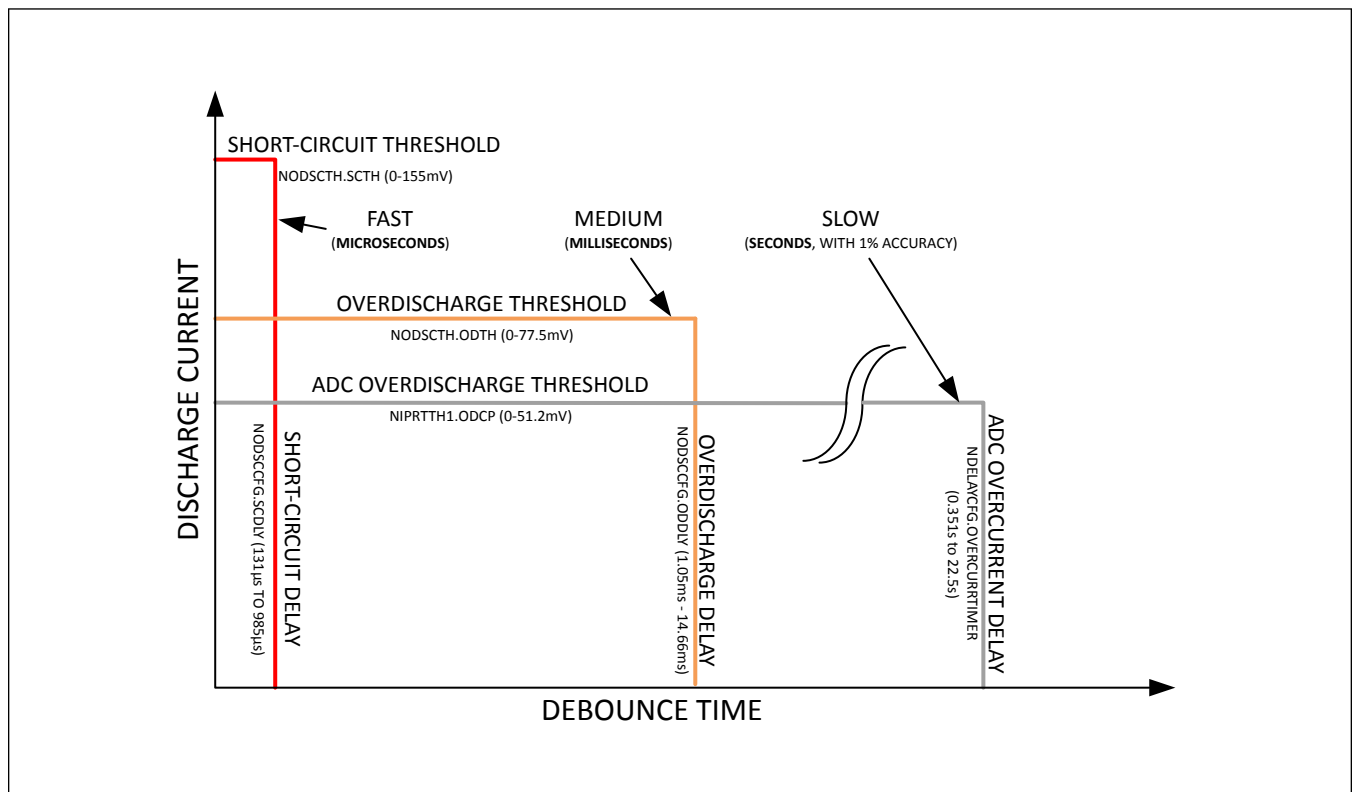 SHORT-CIRCUIT THRESHOLD
NODSCTH.SCTH (0-155mV)
FAST
(MICROSECONDS)
MEDIUM
(MILLISECONDS)
SLOW
(SECONDS, WITH 1% ACCURACY)
OVERDISCHARGE THRESHOLD
NODSCTH.ODTH (0-77.5mV)
ADC OVERDISCHARGE THRESHOLD
NIPRTTH1.ODCP (0-51.2mV)
DISCHARGE CURRENT
NODSCCFG.SCDLY (131µs TO 985µs)
SHORT-CIRCUIT DELAY
NODSCCFG.ODDLY (1.05ms - 14.66ms)
OVERDISCHARGE DELAY
(0.351s to 22.5s)
NDELAYCFG.OVERCURRTIMER
ADC OVERCURRENT DELAY
DEBOUNCE TIME